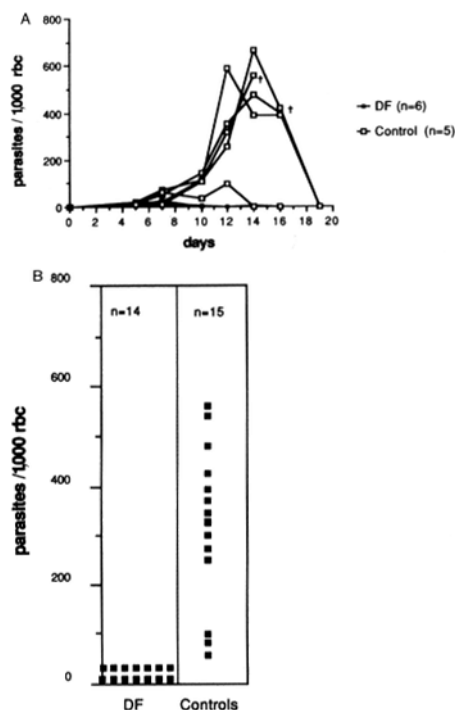 A
800
600
400
200
0
parasites / 1,000 rbc
0 2 4 6 8 10 12 14 16 18 20
days
†
†
DF (n=6)
Control (n=5)
B
800
600
400
200
0
parasites /1,000 rbc
n=14
n=15
DF
Controls